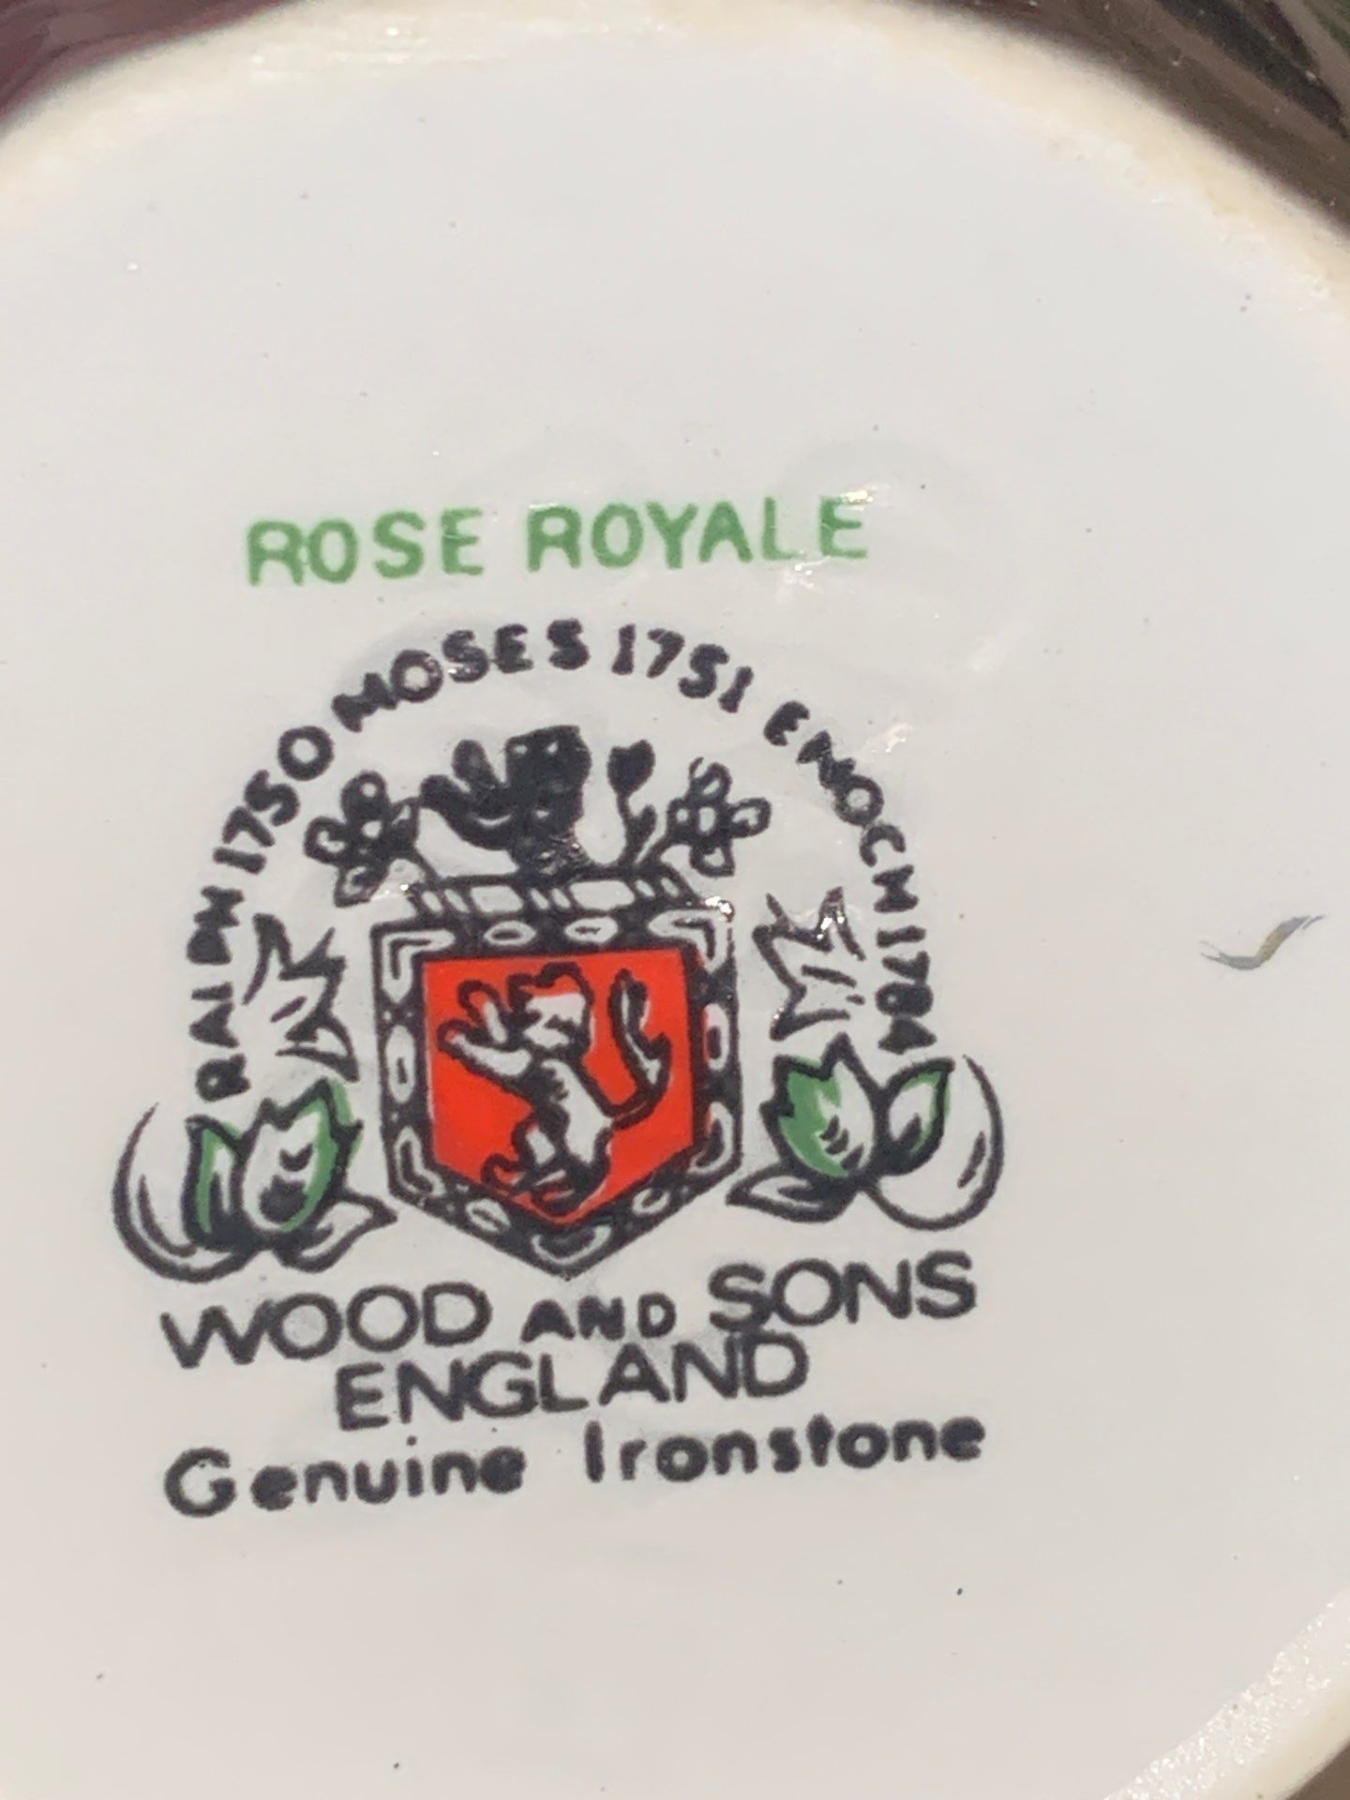 ROSE ROYALE
RALPH 1750 MOSES 1751 ENOCH 1784
WOOD AND SONS
ENGLAND
Genuine Ironstone